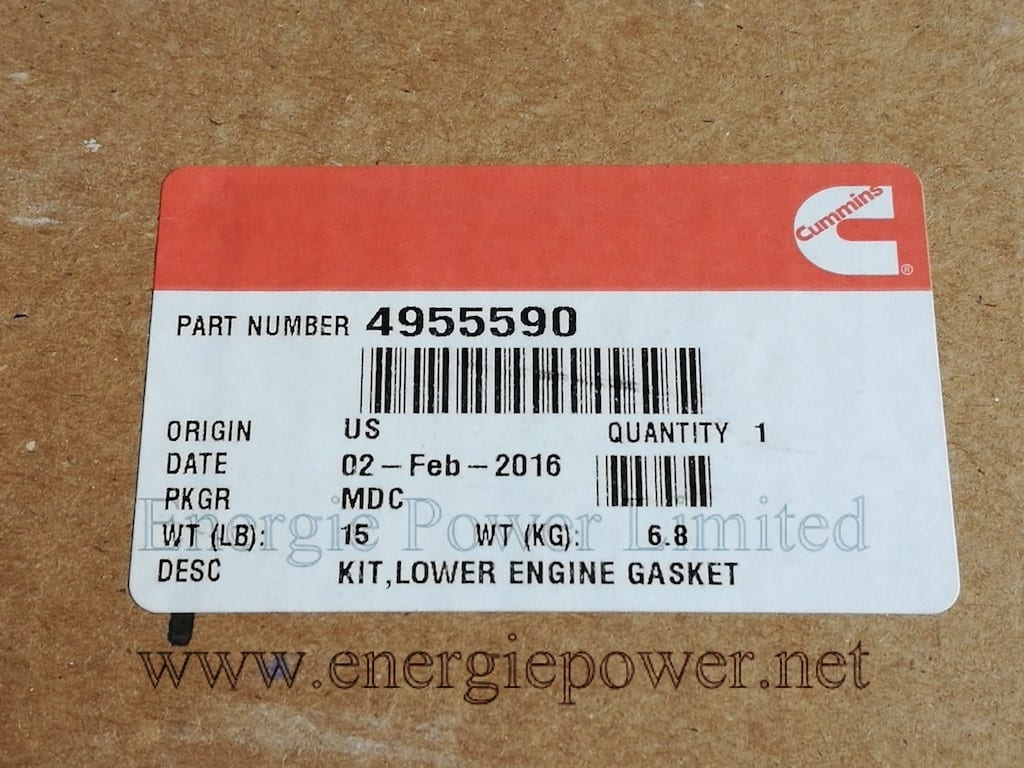 Cummins
®
PART NUMBER 4955590
ORIGIN US QUANTITY 1
DATE 02-Feb-2016
PKGR MDC
Energie Power Limited
WT (LB): 15 WT (KG): 6.8
DESC KIT,LOWER ENGINE GASKET
www.energiepower.net